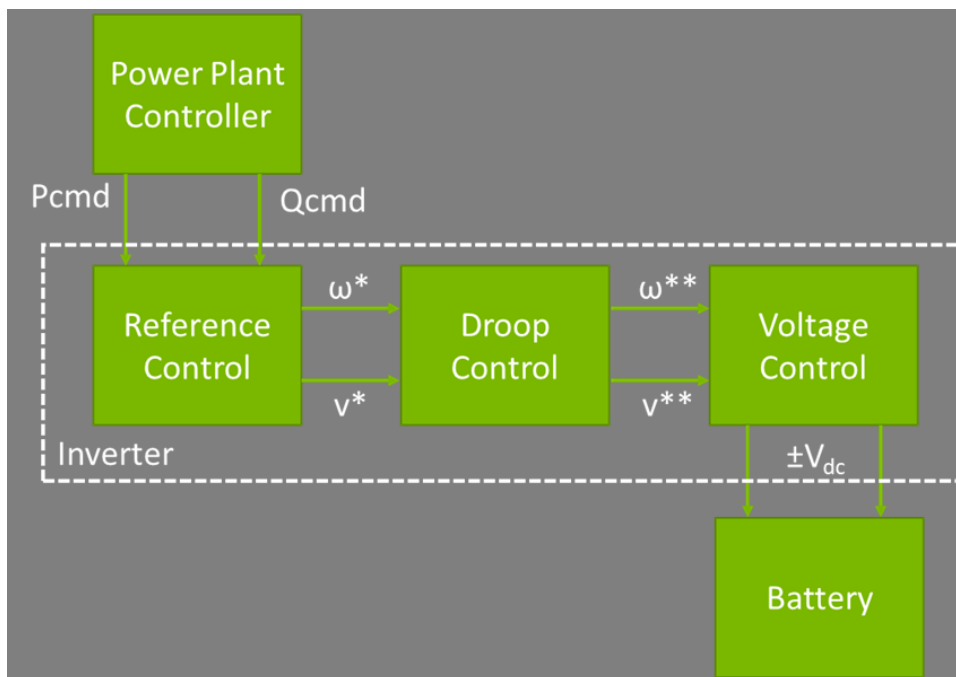 Power Plant
Controller
Pcmd
Qcmd
Reference
Control
ω*
v*
Droop
Control
ω**
v**
Voltage
Control
Inverter
±Vdc
Battery